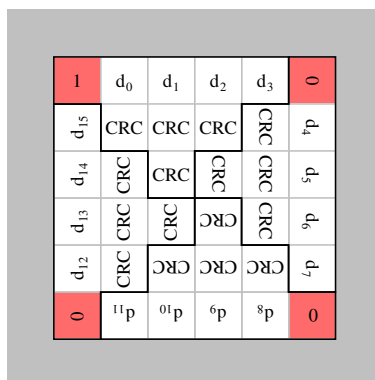 1 d₀ d₁ d₂ d₃ 0
d₁₅ CRC CRC CRC CRC d₄
d₁₄ CRC CRC CRC CRC d₅
d₁₃ CRC CRC CRC CRC d₆
d₁₂ CRC CRC CRC CRC d₇
0 d₁₁ d₁₀ d₉ d₈ 0